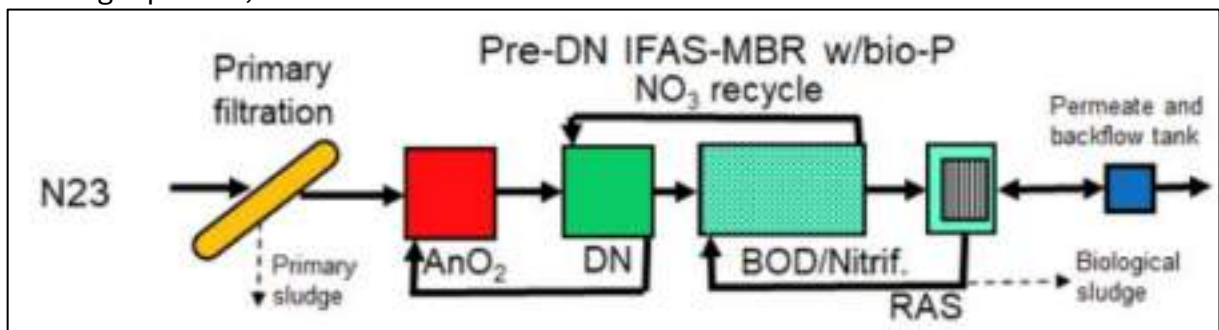 Pre-DN IFAS-MBR w/bio-P
NO₃ recycle
Primary
filtration
Permeate and
backflow tank
N23
Primary
sludge
AnO₂
DN
BOD/Nitrif.
RAS
Biological
sludge